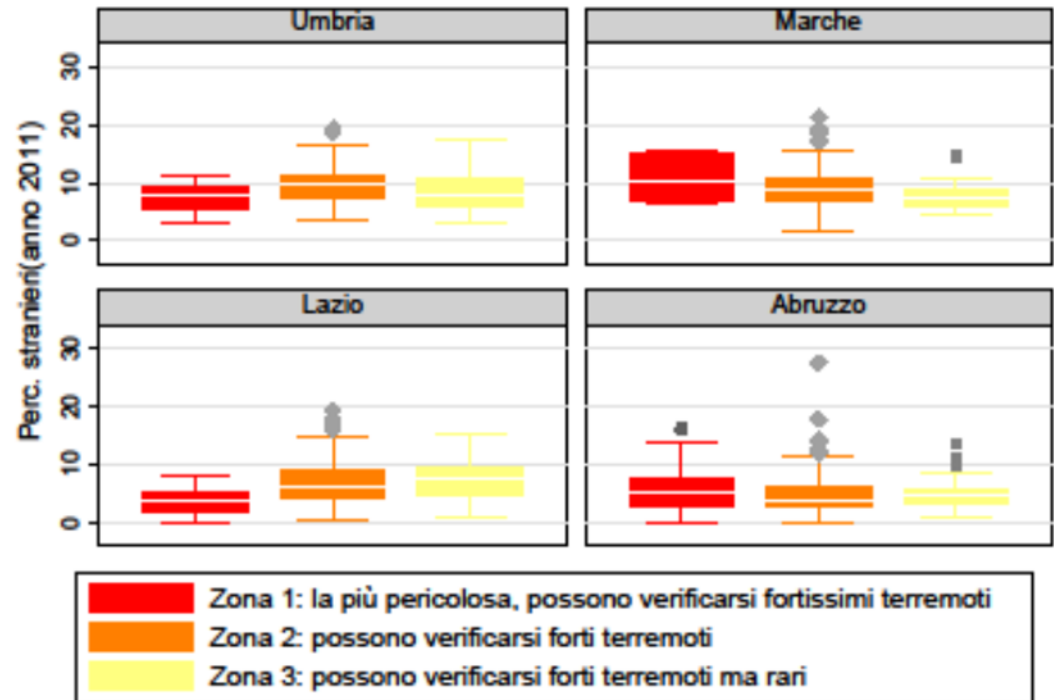 Umbria
Marche
Perc. stranieri(anno 2011)
30
20
10
0
Lazio
Abruzzo
30
20
10
0
Zona 1: la più pericolosa, possono verificarsi fortissimi terremoti
Zona 2: possono verificarsi forti terremoti
Zona 3: possono verificarsi forti terremoti ma rari